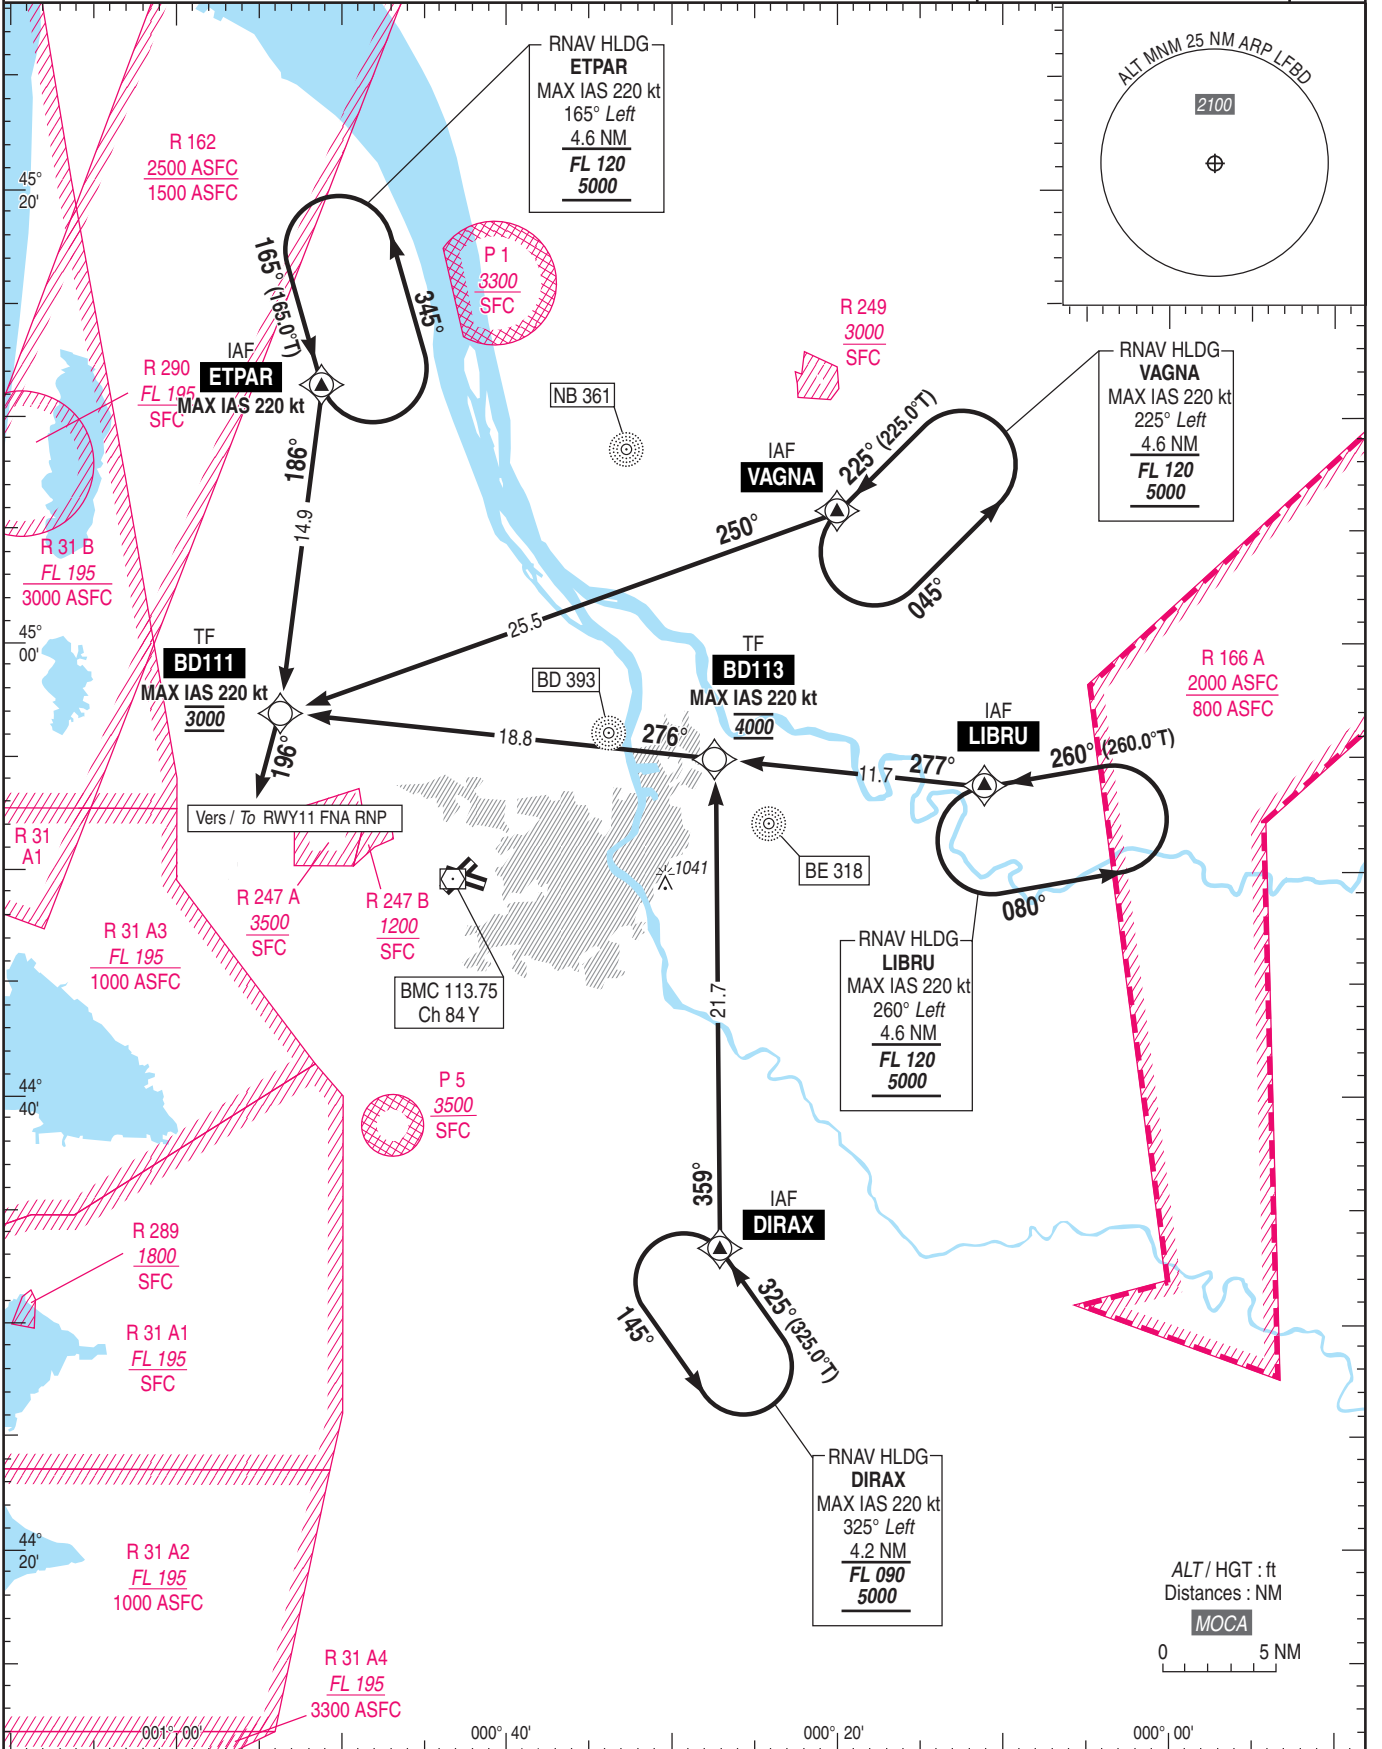 RNAV HLDG
ETPAR
MAX IAS 220 kt
165° Left
4.6 NM
FL 120
5000
ALT MNM 25 NM ARP LFBD
2100
R 162
2500 ASFC
1500 ASFC
45°
20'
P 1
3300
SFC
165° (165.0°T)
345°
R 249
3000
SFC
IAF
ETPAR
MAX IAS 220 kt
R 290
FL 195
SFC
RNAV HLDG
VAGNA
MAX IAS 220 kt
225° Left
4.6 NM
FL 120
5000
NB 361
186°
14.9
IAF
VAGNA
225° (225.0°T)
045°
250°
25.5
R 31 B
FL 195
3000 ASFC
45°
00'
TF
BD111
MAX IAS 220 kt
3000
196°
BD 393
TF
BD113
MAX IAS 220 kt
4000
276°
18.8
R 166 A
2000 ASFC
800 ASFC
IAF
LIBRU
260° (260.0°T)
277°
11.7
080°
Vers / To RWY11 FNA RNP
R 31
A1
BE 318
1041
R 247 A
3500
SFC
R 247 B
1200
SFC
R 31 A3
FL 195
1000 ASFC
RNAV HLDG
LIBRU
MAX IAS 220 kt
260° Left
4.6 NM
FL 120
5000
BMC 113.75
Ch 84 Y
21.7
44°
40'
P 5
3500
SFC
359°
IAF
DIRAX
R 289
1800
SFC
145°
325° (325.0°T)
R 31 A1
FL 195
SFC
RNAV HLDG
DIRAX
MAX IAS 220 kt
325° Left
4.2 NM
FL 090
5000
44°
20'
R 31 A2
FL 195
1000 ASFC
ALT / HGT : ft
Distances : NM
MOCA
0 5 NM
R 31 A4
FL 195
3300 ASFC
001° 00' 000° 40' 000° 20' 000° 00'